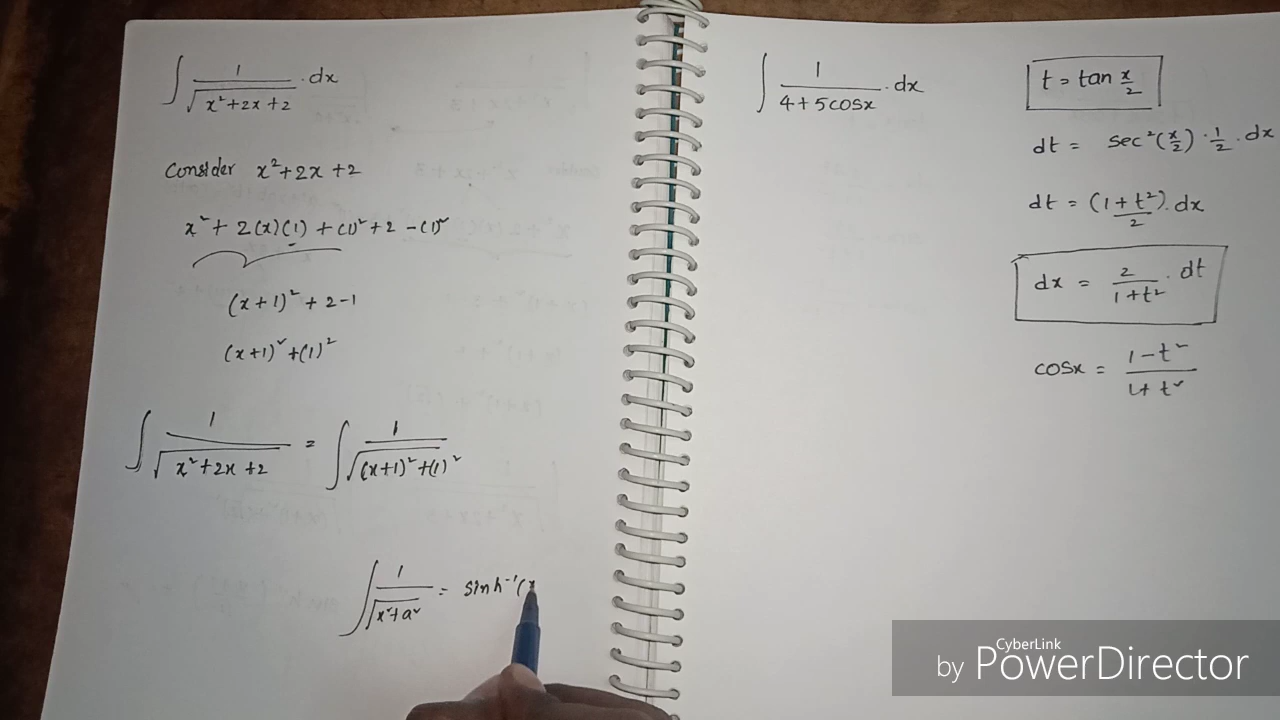 ∫ 1/√(x²+2x+2) . dx
Consider x²+2x+2
x²+2(x)(1)+(1)²+2-(1)²
(x+1)²+2-1
(x+1)²+(1)²
∫ 1/√(x²+2x+2) = ∫ 1/√((x+1)²+(1)²)
∫ 1/√(x²+a²) = sinh⁻¹(x
∫ 1/(4+5cosx) . dx
t = tan x/2
dt = sec²(x/2) . 1/2 . dx
dt = (1+t²)/2 . dx
dx = 2/(1+t²) . dt
cosx = (1-t²)/(1+t²)
CyberLink
by PowerDirector